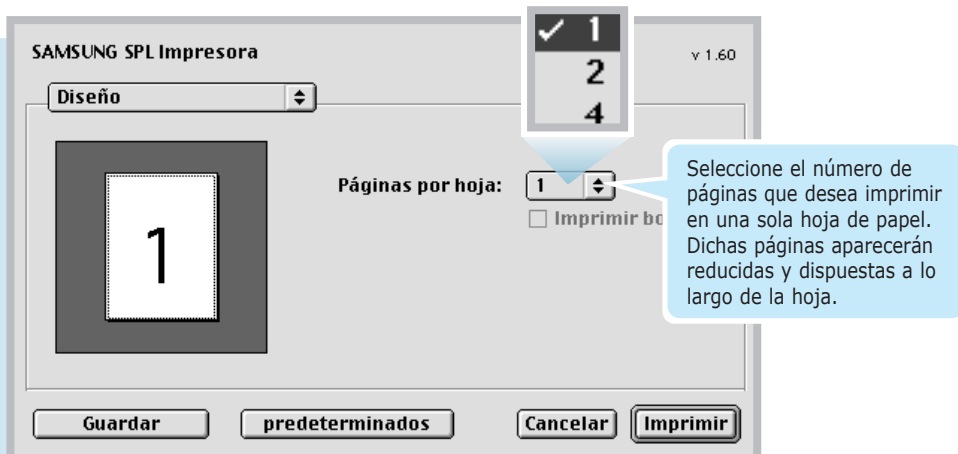 SAMSUNG SPL Impresora
v 1.60
✓ 1
2
4
Diseño
1
Páginas por hoja: 1
Imprimir
Seleccione el número de
páginas que desea imprimir
en una sola hoja de papel.
Dichas páginas aparecerán
reducidas y dispuestas a lo
largo de la hoja.
Guardar predeterminados Cancelar Imprimir